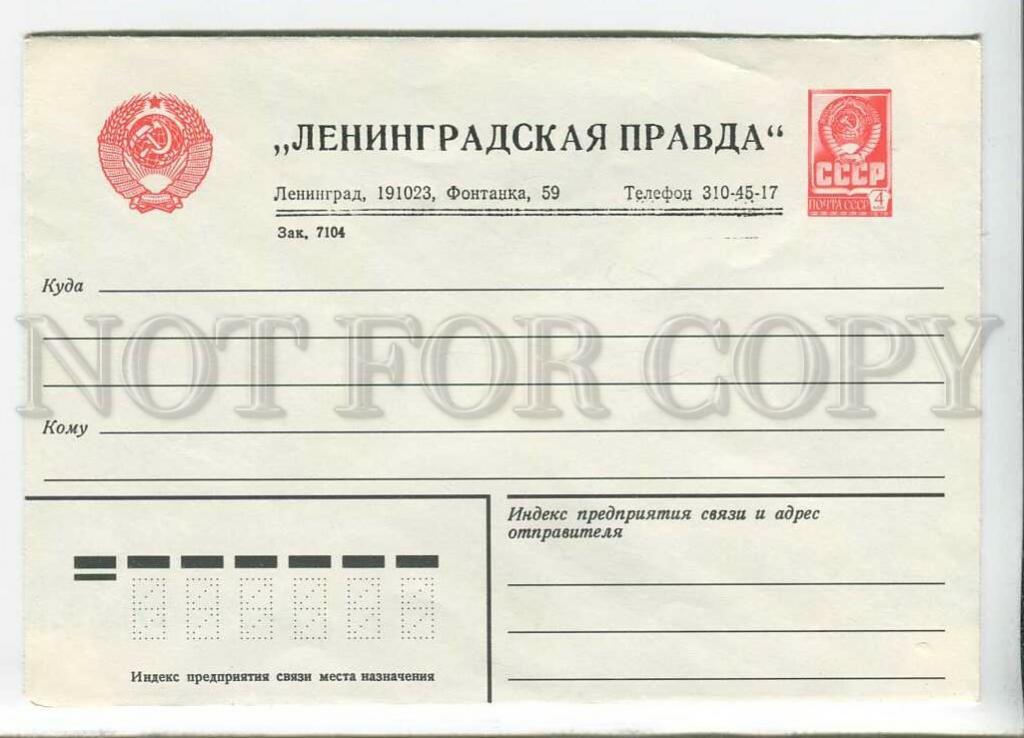 „ЛЕНИНГРАДСКАЯ ПРАВДА“
Ленинград, 191023, Фонтанка, 59 Телефон 310-45-17
Зак. 7104
СССР
ПОЧТА СССР 4
Куда
NOT FOR COPY
Кому
Индекс предприятия связи и адрес
отправителя
Индекс предприятия связи места назначения